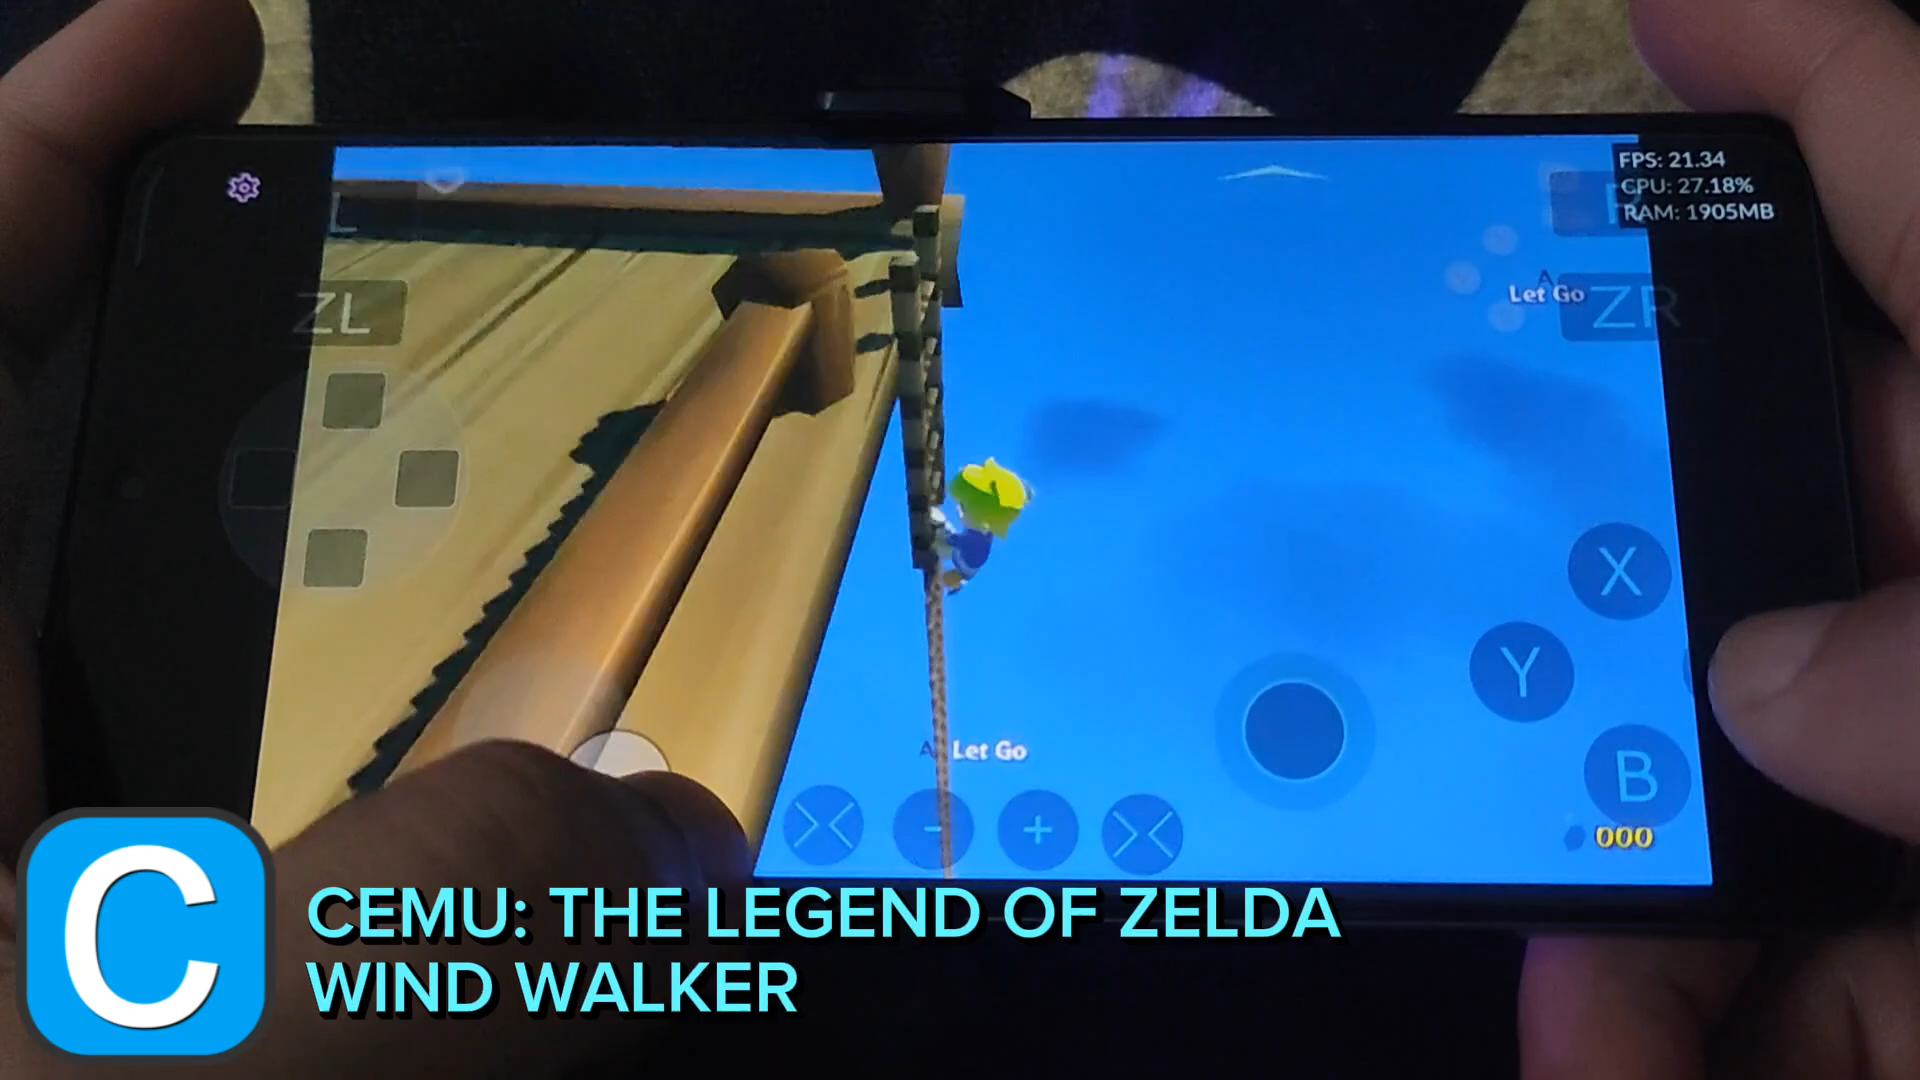 FPS: 21.34
CPU: 27.18%
RAM: 1905MB
L
R
ZL
A
Let Go
ZR
X
Y
A Let Go
B
- +
000
C
CEMU: THE LEGEND OF ZELDA
WIND WALKER